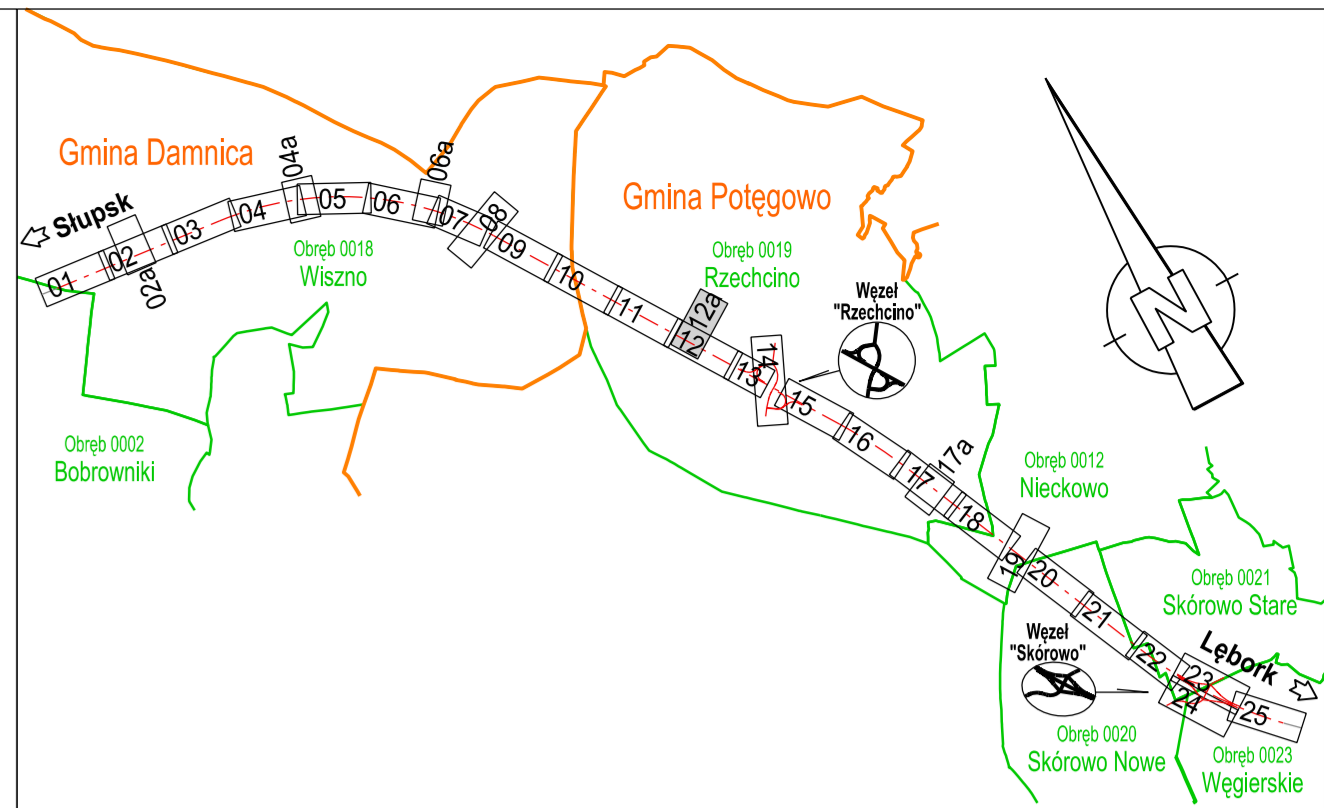 Gmina Damnica
04a
06a
Słupsk
01
02
02a
03
04
05
06
07
08
09
10
11
12
12a
13
14
15
16
17
17a
18
19
20
21
22
23
24
25
Obręb 0018
Wiszno
Gmina Potęgowo
Obręb 0019
Rzechcino
Węzeł
"Rzechcino"
N
Obręb 0002
Bobrowniki
Obręb 0012
Nieckowo
Obręb 0021
Skórowo Stare
Węzeł
"Skórowo"
Lębork
Obręb 0020
Skórowo Nowe
Obręb 0023
Węgierskie